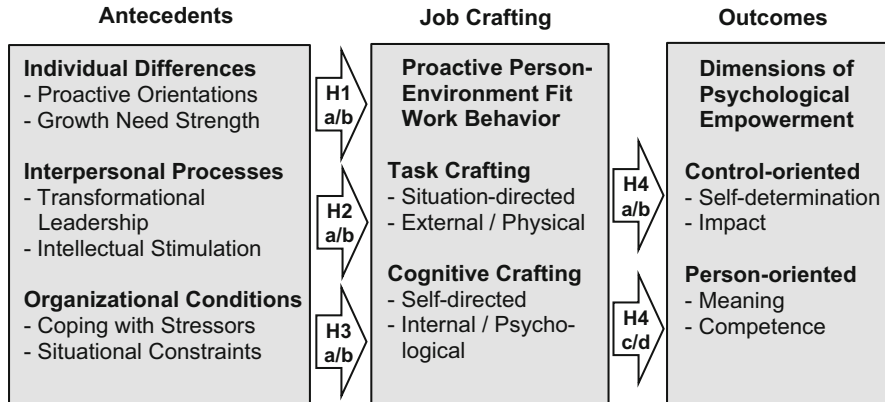 Antecedents
Individual Differences
- Proactive Orientations
- Growth Need Strength
Interpersonal Processes
- Transformational
Leadership
- Intellectual Stimulation
Organizational Conditions
- Coping with Stressors
- Situational Constraints
H1
a/b
H2
a/b
H3
a/b
Job Crafting
Proactive Person-
Environment Fit
Work Behavior
Task Crafting
- Situation-directed
- External / Physical
Cognitive Crafting
- Self-directed
- Internal / Psycho-
logical
H4
a/b
H4
c/d
Outcomes
Dimensions of
Psychological
Empowerment
Control-oriented
- Self-determination
- Impact
Person-oriented
- Meaning
- Competence